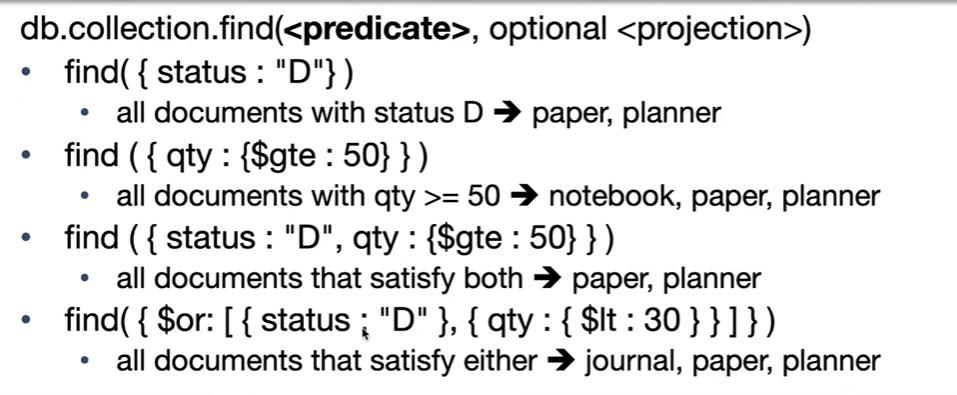 db.collection.find(<predicate>, optional <projection>)
• find( { status : "D"} )
• all documents with status D ➔ paper, planner
• find ( { qty : {$gte : 50} } )
• all documents with qty >= 50 ➔ notebook, paper, planner
• find ( { status : "D", qty : {$gte : 50} } )
• all documents that satisfy both ➔ paper, planner
• find( { $or: [ { status : "D" }, { qty : { $lt : 30 } } ] } )
• all documents that satisfy either ➔ journal, paper, planner